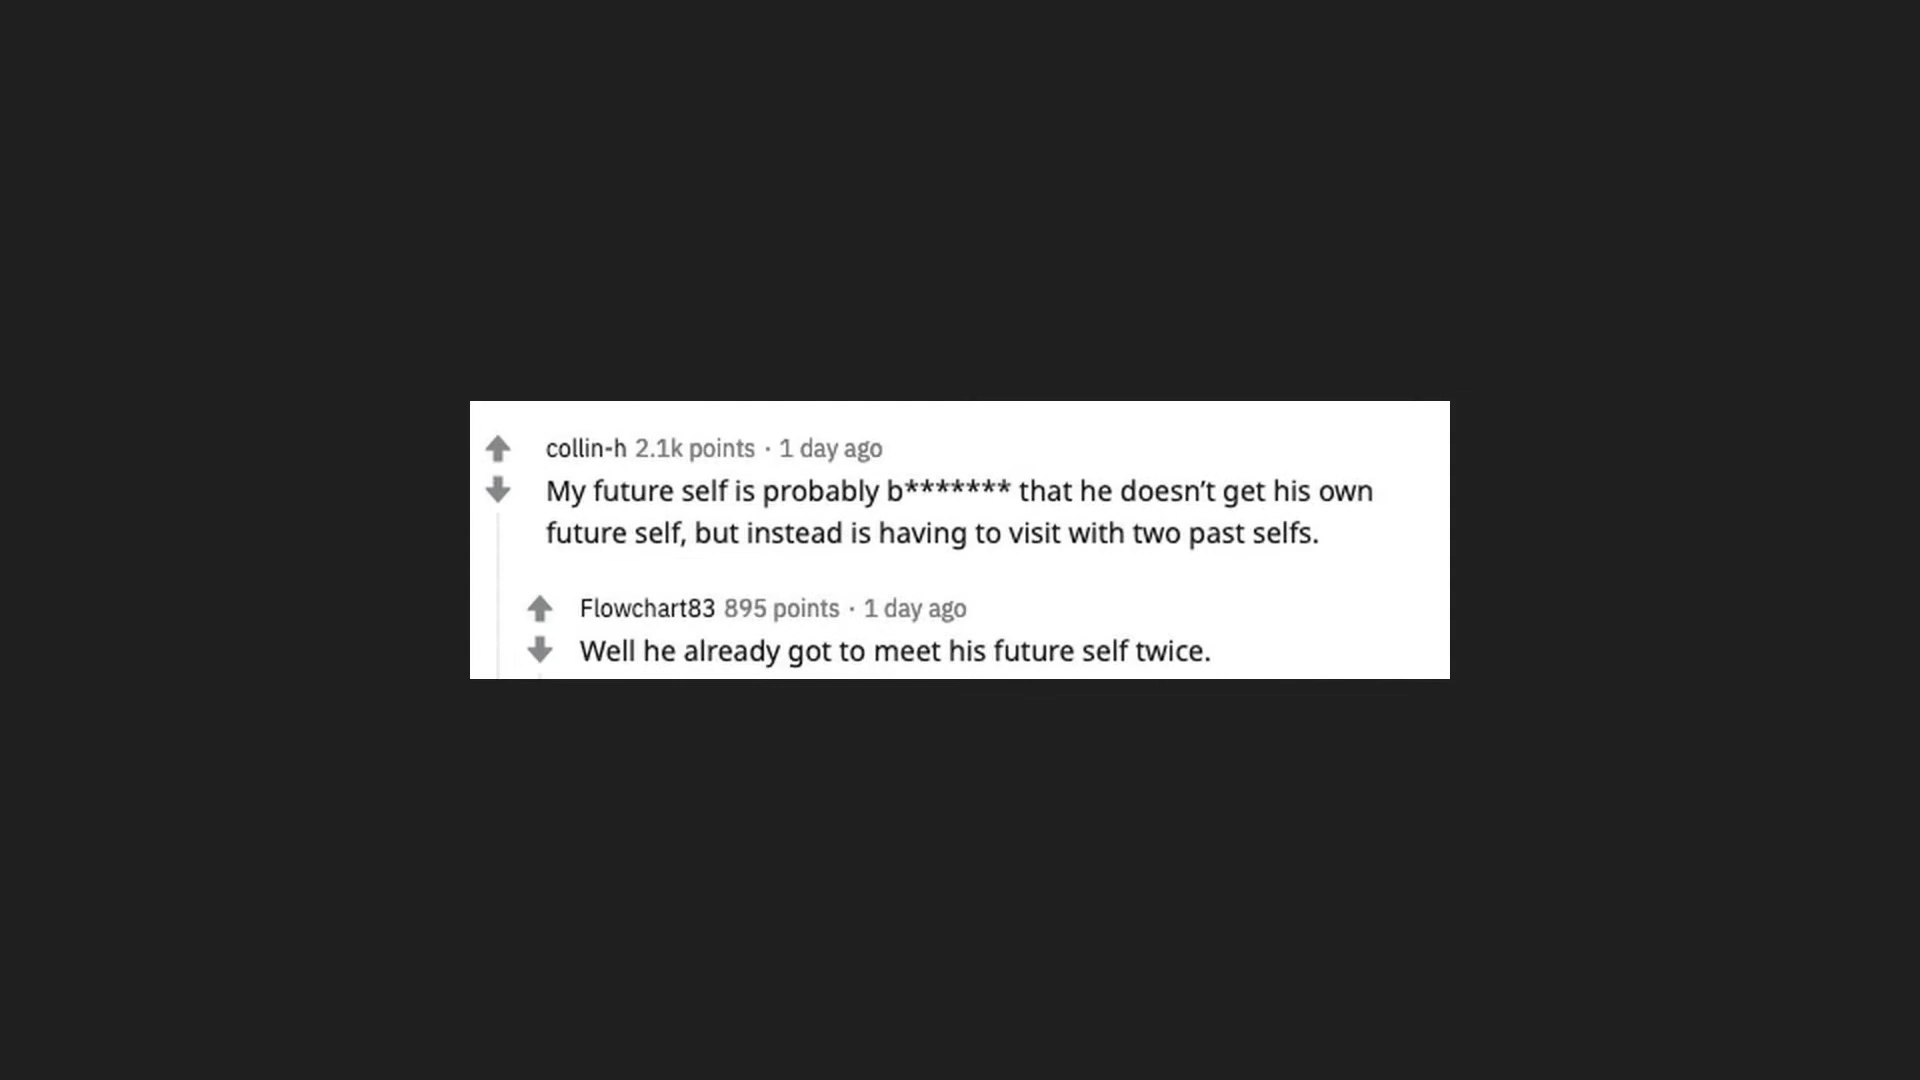 collin-h 2.1k points · 1 day ago
My future self is probably b******* that he doesn’t get his own
future self, but instead is having to visit with two past selfs.
Flowchart83 895 points · 1 day ago
Well he already got to meet his future self twice.